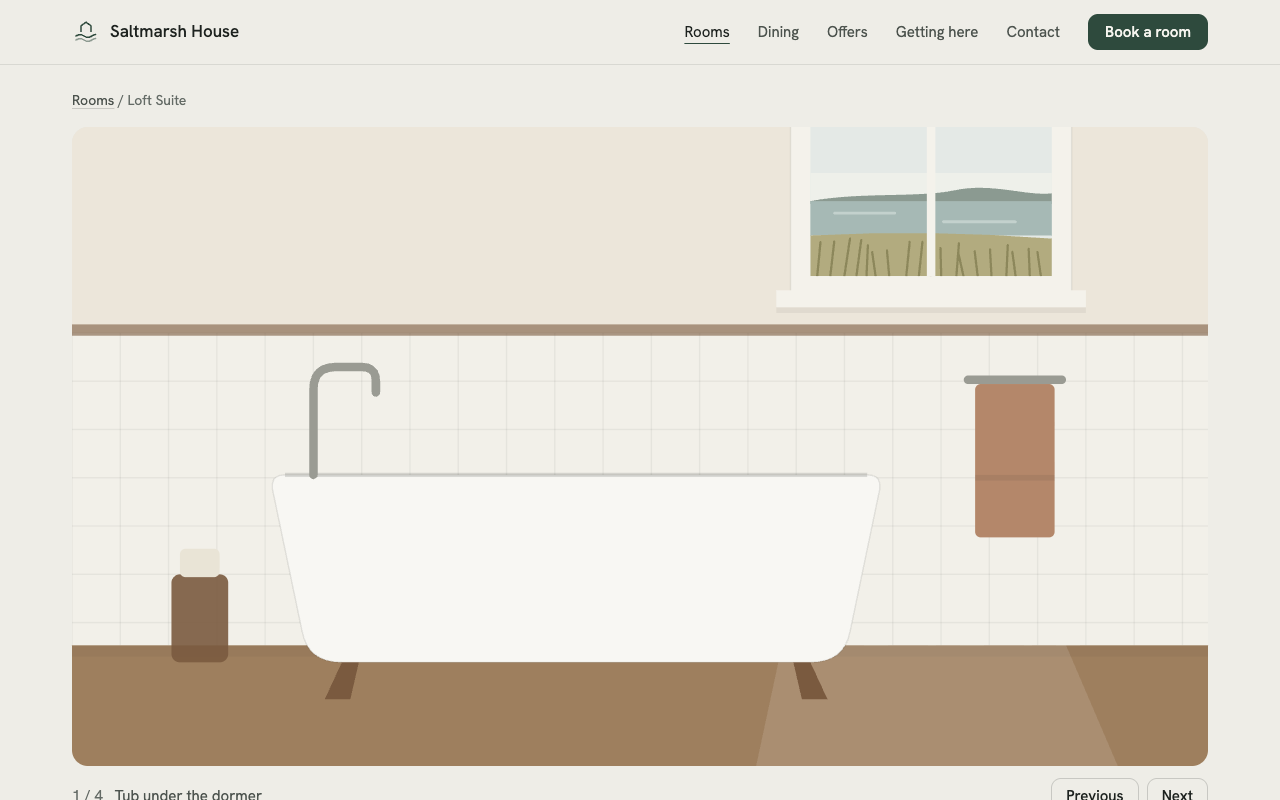 Saltmarsh House
Rooms
Dining
Offers
Getting here
Contact
Book a room
Rooms / Loft Suite
1 / 4 Tub under the dormer
Previous
Next